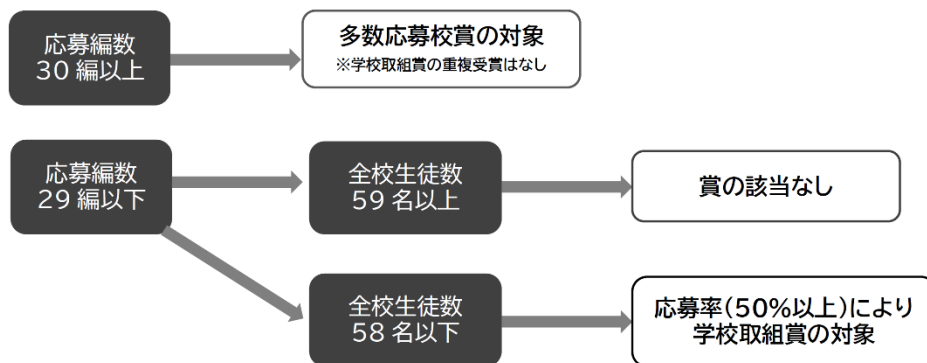 応募編数
30 編以上
多数応募校賞の対象
※学校取組賞の重複受賞はなし
応募編数
29 編以下
全校生徒数
59 名以上
賞の該当なし
全校生徒数
58 名以下
応募率(50%以上)により
学校取組賞の対象